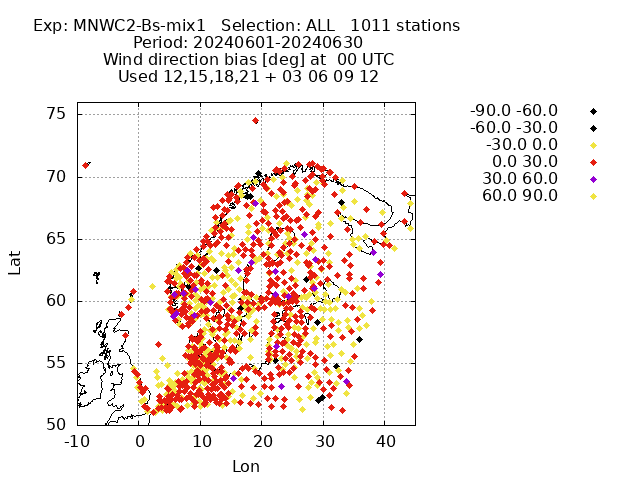 Exp: MNWC2-Bs-mix1   Selection: ALL   1011 stations
Period: 20240601-20240630
Wind direction bias [deg] at  00 UTC
Used 12,15,18,21 + 03 06 09 12
-90.0 -60.0
-60.0 -30.0
-30.0 0.0
0.0 30.0
30.0 60.0
60.0 90.0
75
70
65
60
55
50
-10 0 10 20 30 40
Lat
Lon